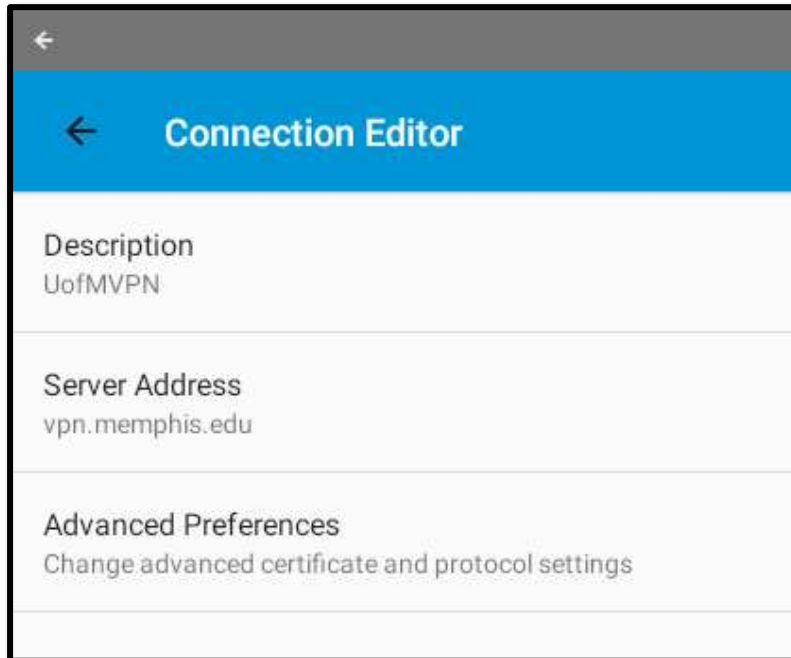 Connection Editor
Description
UofMVPN
Server Address
vpn.memphis.edu
Advanced Preferences
Change advanced certificate and protocol settings